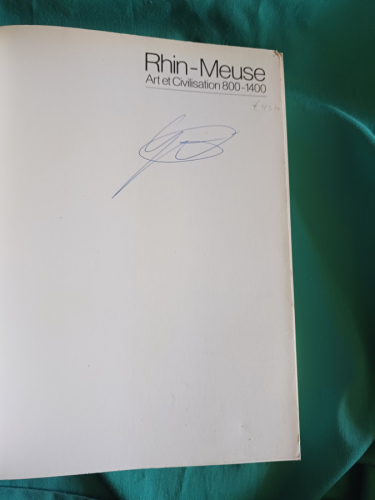 Rhin-Meuse
Art et Civilisation 800-1400